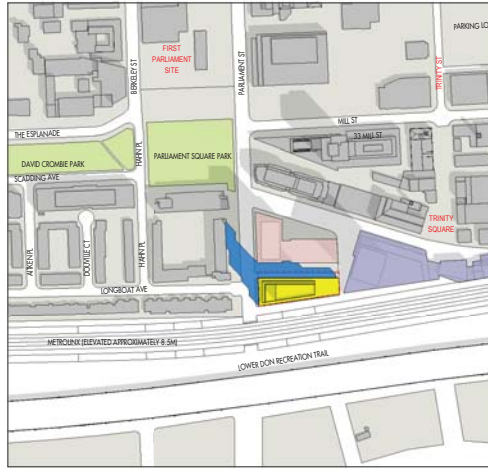 PARKING LO
FIRST
PARLIAMENT
SITE
BERKELEY ST
PARLIAMENT ST
TRINITY ST
MILL ST
THE ESPLANADE
33 MILL ST
HAHN PL
DAVID CROMBIE PARK
PARLIAMENT SQUARE PARK
SCADDING AVE
TRINITY
SQUARE
AITKEN PL
DOUVILLE CT
HAHN PL
LONGBOAT AVE
METROLINX (ELEVATED APPROXIMATELY 8.5M)
LOWER DON RECREATION TRAIL